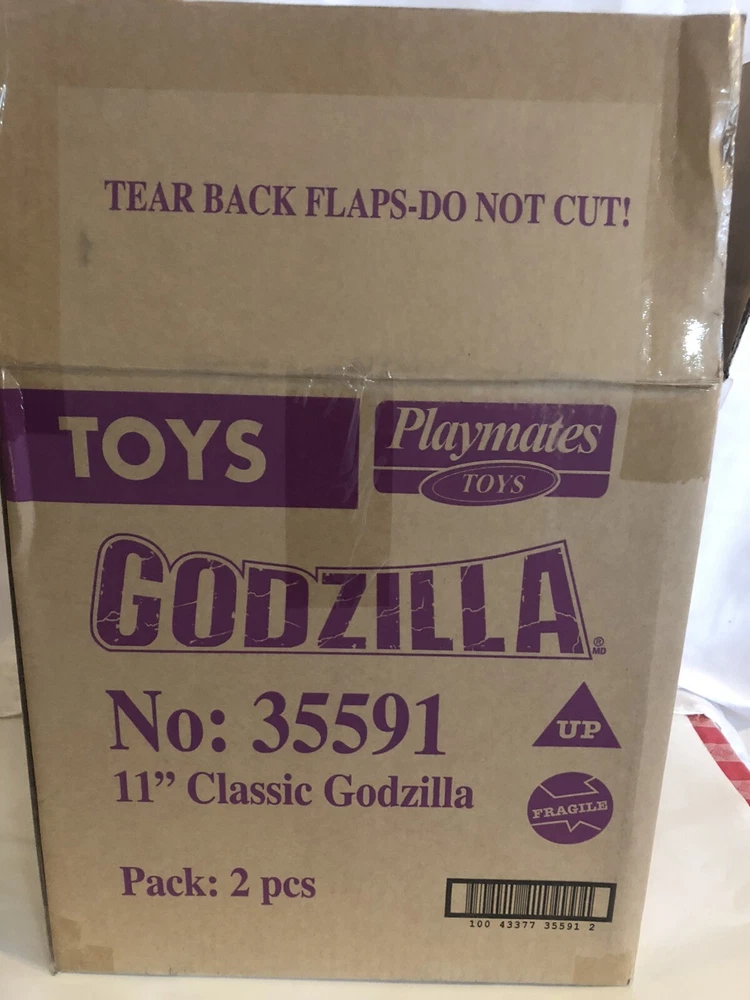 TEAR BACK FLAPS-DO NOT CUT!
TOYS
Playmates
TOYS
GODZILLA
® MD
No: 35591
UP
11” Classic Godzilla
FRAGILE
Pack: 2 pcs
100 43377 35591 2